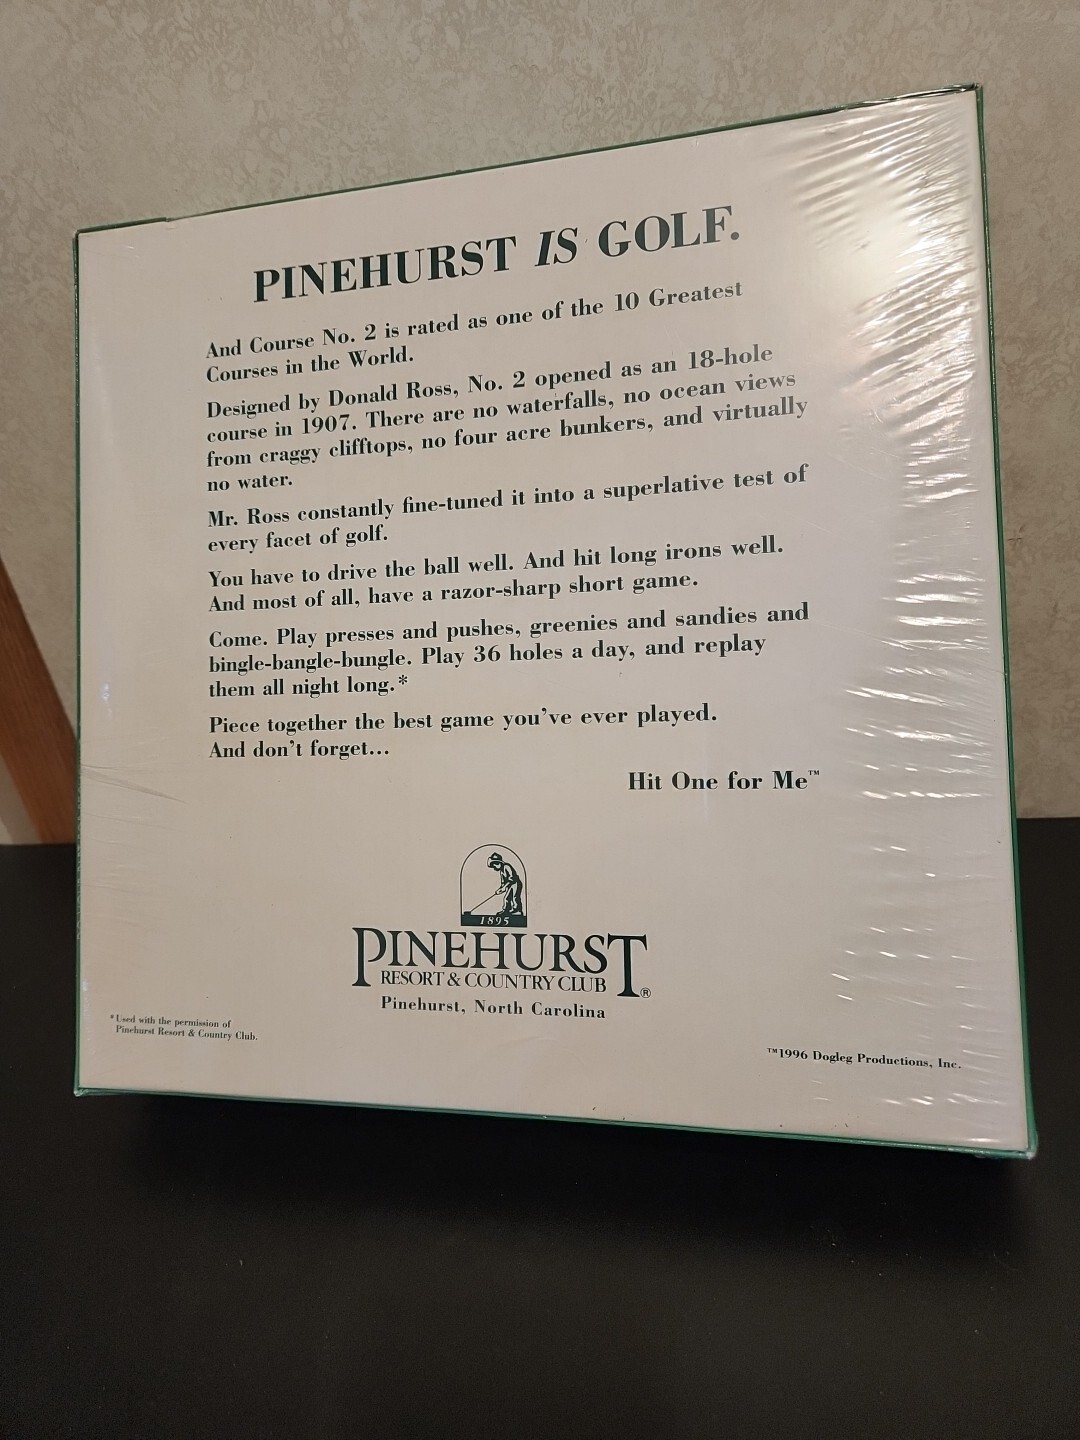 PINEHURST IS GOLF.
And Course No. 2 is rated as one of the 10 Greatest
Courses in the World.
Designed by Donald Ross, No. 2 opened as an 18-hole
course in 1907. There are no waterfalls, no ocean views
from craggy clifftops, no four acre bunkers, and virtually
no water.
Mr. Ross constantly fine-tuned it into a superlative test of
every facet of golf.
You have to drive the ball well. And hit long irons well.
And most of all, have a razor-sharp short game.
Come. Play presses and pushes, greenies and sandies and
bingle-bangle-bungle. Play 36 holes a day, and replay
them all night long.*
Piece together the best game you've ever played.
And don't forget...
Hit One for Me™
1895
PINEHURST
RESORT & COUNTRY CLUB ®
Pinehurst, North Carolina
*Used with the permission of
Pinehurst Resort & Country Club.
™1996 Dogleg Productions, Inc.